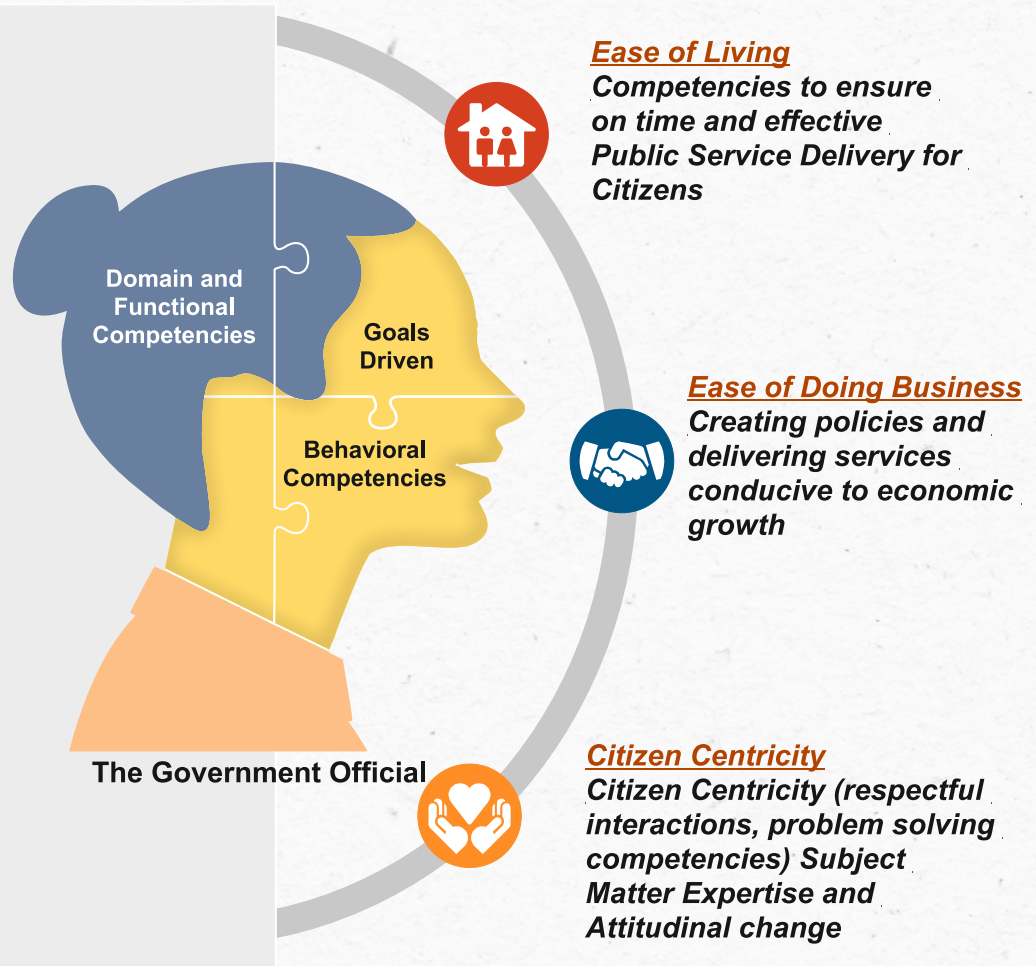 Domain and
Functional
Competencies
Goals
Driven
Behavioral
Competencies
The Government Official
Ease of Living
Competencies to ensure
on time and effective
Public Service Delivery for
Citizens
Ease of Doing Business
Creating policies and
delivering services
conducive to economic
growth
Citizen Centricity
Citizen Centricity (respectful
interactions, problem solving
competencies) Subject
Matter Expertise and
Attitudinal change